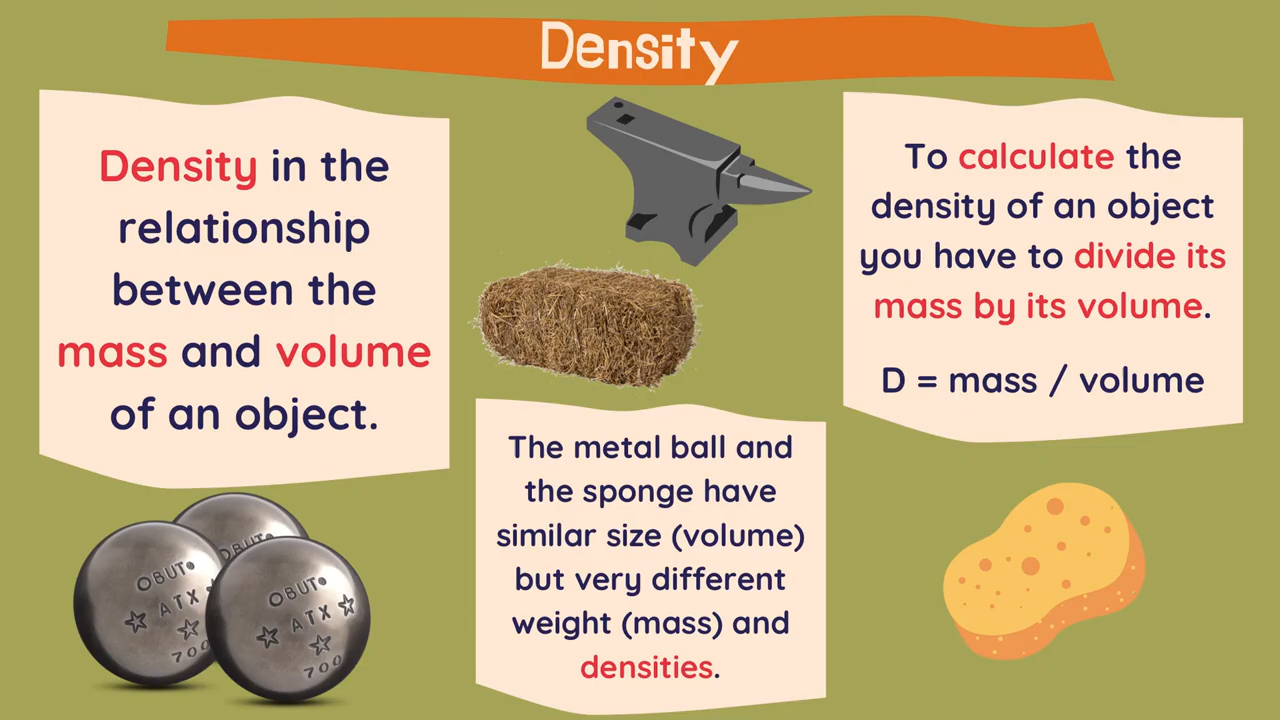 Density
Density in the
relationship
between the
mass and volume
of an object.
To calculate the
density of an object
you have to divide its
mass by its volume.
D = mass / volume
The metal ball and
the sponge have
similar size (volume)
but very different
weight (mass) and
densities.
OBUT
OBUT
ATX
700
OBUT
ATX
700